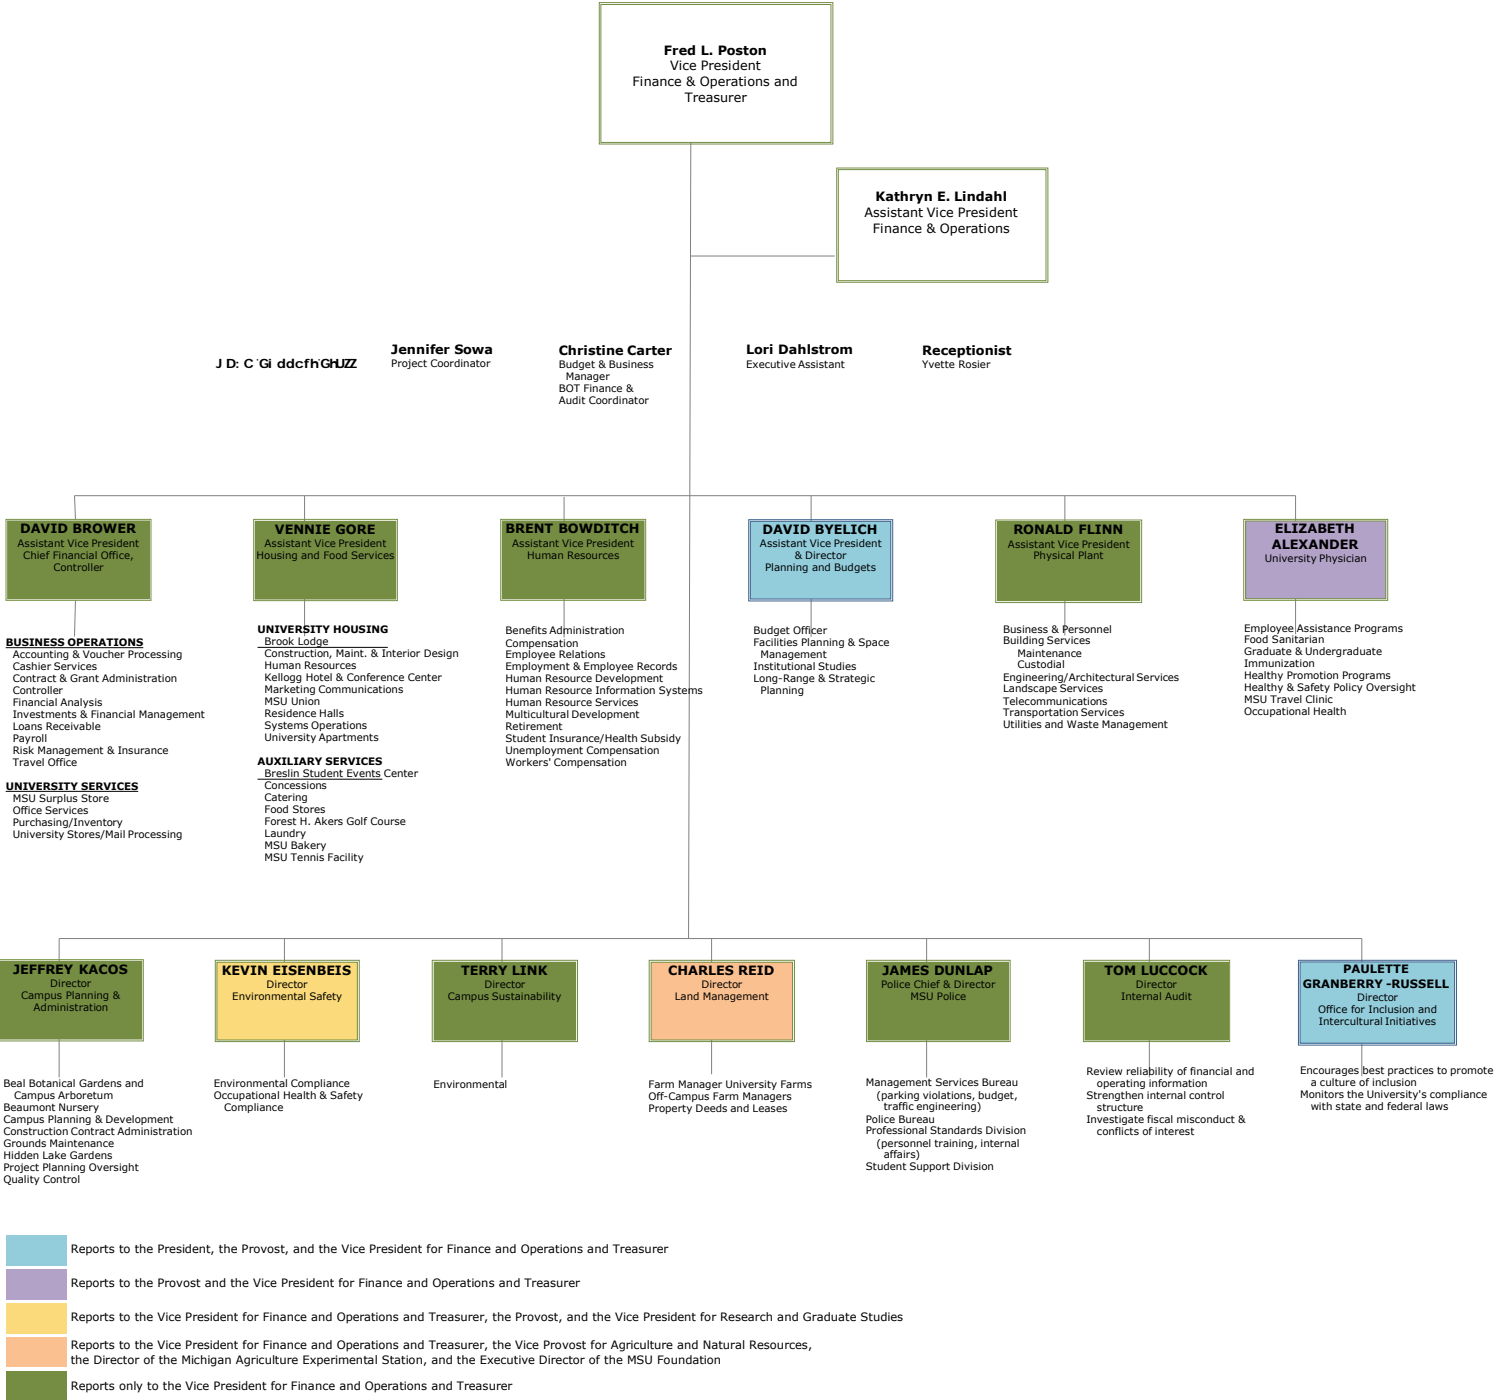 Fred L. Poston
Vice President
Finance & Operations and
Treasurer
Kathryn E. Lindahl
Assistant Vice President
Finance & Operations
J D: C 'Gi ddcfh'GhUZZ
Jennifer Sowa
Project Coordinator
Christine Carter
Budget & Business
Manager
BOT Finance &
Audit Coordinator
Lori Dahlstrom
Executive Assistant
Receptionist
Yvette Rosier
DAVID BROWER
Assistant Vice President
Chief Financial Office,
Controller
VENNIE GORE
Assistant Vice President
Housing and Food Services
BRENT BOWDITCH
Assistant Vice President
Human Resources
DAVID BYELICH
Assistant Vice President
& Director
Planning and Budgets
RONALD FLINN
Assistant Vice President
Physical Plant
ELIZABETH
ALEXANDER
University Physician
BUSINESS OPERATIONS
Accounting & Voucher Processing
Cashier Services
Contract & Grant Administration
Controller
Financial Analysis
Investments & Financial Management
Loans Receivable
Payroll
Risk Management & Insurance
Travel Office
UNIVERSITY SERVICES
MSU Surplus Store
Office Services
Purchasing/Inventory
University Stores/Mail Processing
UNIVERSITY HOUSING
Brook Lodge
Construction, Maint. & Interior Design
Human Resources
Kellogg Hotel & Conference Center
Marketing Communications
MSU Union
Residence Halls
Systems Operations
University Apartments
AUXILIARY SERVICES
Breslin Student Events Center
Concessions
Catering
Food Stores
Forest H. Akers Golf Course
Laundry
MSU Bakery
MSU Tennis Facility
Benefits Administration
Compensation
Employee Relations
Employment & Employee Records
Human Resource Development
Human Resource Information Systems
Human Resource Services
Multicultural Development
Retirement
Student Insurance/Health Subsidy
Unemployment Compensation
Workers' Compensation
Budget Officer
Facilities Planning & Space
Management
Institutional Studies
Long-Range & Strategic
Planning
Business & Personnel
Building Services
Maintenance
Custodial
Engineering/Architectural Services
Landscape Services
Telecommunications
Transportation Services
Utilities and Waste Management
Employee Assistance Programs
Food Sanitarian
Graduate & Undergraduate
Immunization
Healthy Promotion Programs
Healthy & Safety Policy Oversight
MSU Travel Clinic
Occupational Health
JEFFREY KACOS
Director
Campus Planning &
Administration
KEVIN EISENBEIS
Director
Environmental Safety
TERRY LINK
Director
Campus Sustainability
CHARLES REID
Director
Land Management
JAMES DUNLAP
Police Chief & Director
MSU Police
TOM LUCCOCK
Director
Internal Audit
PAULETTE
GRANBERRY -RUSSELL
Director
Office for Inclusion and
Intercultural Initiatives
Beal Botanical Gardens and
Campus Arboretum
Beaumont Nursery
Campus Planning & Development
Construction Contract Administration
Grounds Maintenance
Hidden Lake Gardens
Project Planning Oversight
Quality Control
Environmental Compliance
Occupational Health & Safety
Compliance
Environmental
Farm Manager University Farms
Off-Campus Farm Managers
Property Deeds and Leases
Management Services Bureau
(parking violations, budget,
traffic engineering)
Police Bureau
Professional Standards Division
(personnel training, internal
affairs)
Student Support Division
Review reliability of financial and
operating information
Strengthen internal control
structure
Investigate fiscal misconduct &
conflicts of interest
Encourages best practices to promote
a culture of inclusion
Monitors the University's compliance
with state and federal laws
Reports to the President, the Provost, and the Vice President for Finance and Operations and Treasurer
Reports to the Provost and the Vice President for Finance and Operations and Treasurer
Reports to the Vice President for Finance and Operations and Treasurer, the Provost, and the Vice President for Research and Graduate Studies
Reports to the Vice President for Finance and Operations and Treasurer, the Vice Provost for Agriculture and Natural Resources,
the Director of the Michigan Agriculture Experimental Station, and the Executive Director of the MSU Foundation
Reports only to the Vice President for Finance and Operations and Treasurer